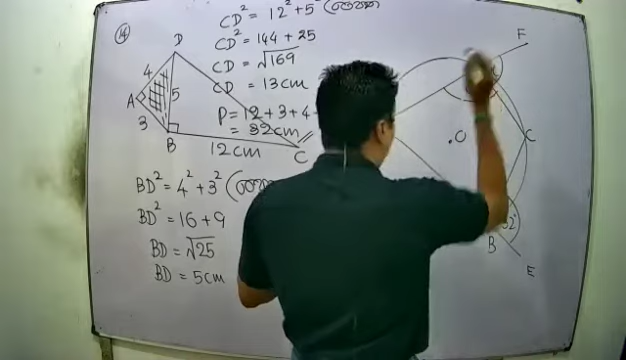 14
CD² = 12² + 5²
CD² = 144 + 25
CD = √169
CD = 13cm
P = 12 + 3 + 4
= 32cm
D
4
5
A
3
B
12cm
C
BD² = 4² + 3²
BD² = 16 + 9
BD = √25
BD = 5cm
F
O
C
B
E